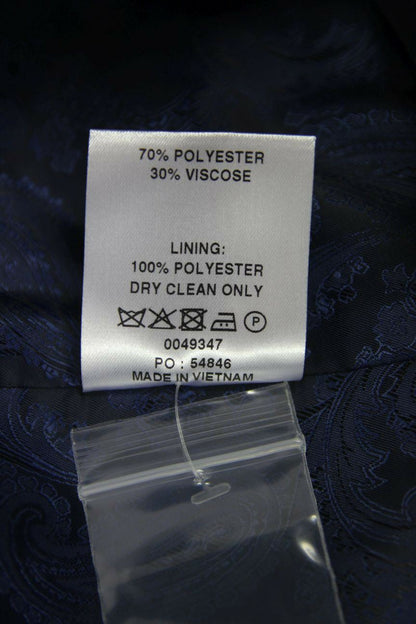 70% POLYESTER
30% VISCOSE
LINING:
100% POLYESTER
DRY CLEAN ONLY
P
0049347
PO : 54846
MADE IN VIETNAM